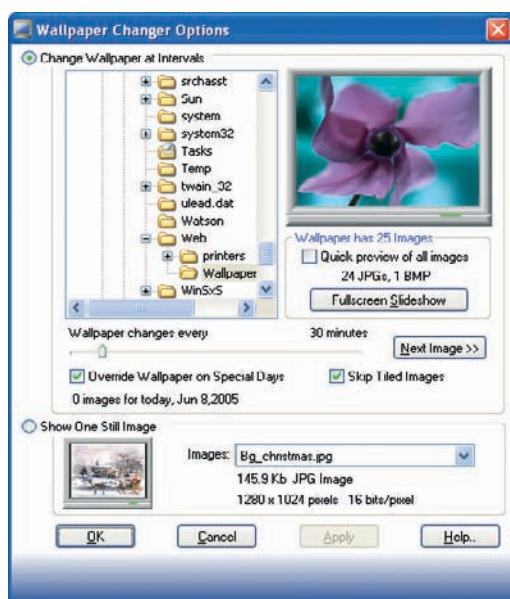 Wallpaper Changer Options
Change Wallpaper at Intervals
srchasst
Sun
system
system32
Tasks
Temp
twain_32
ulead.dat
Watson
Web
printers
Wallpaper
WinSxS
Wallpaper has 25 Images
Quick preview of all images
24 JPGs, 1 BMP
Fullscreen Slideshow
Wallpaper changes every
30 minutes
Next Image >>
Override Wallpaper on Special Days
Skip Tiled Images
0 images for today, Jun 8,2005
Show One Still Image
Images:
Bg_christmas.jpg
145.9 Kb JPG Image
1280 x 1024 pixels 16 bits/pixel
OK
Cancel
Apply
Help..